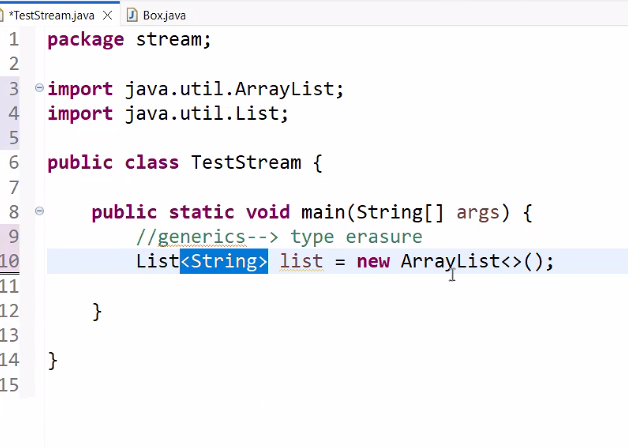 *TestStream.java Box.java
1 package stream;
2
3 import java.util.ArrayList;
4 import java.util.List;
5
6 public class TestStream {
7
8 public static void main(String[] args) {
9 //generics--> type erasure
10 List<String> list = new ArrayList<>();
11
12 }
13
14 }
15